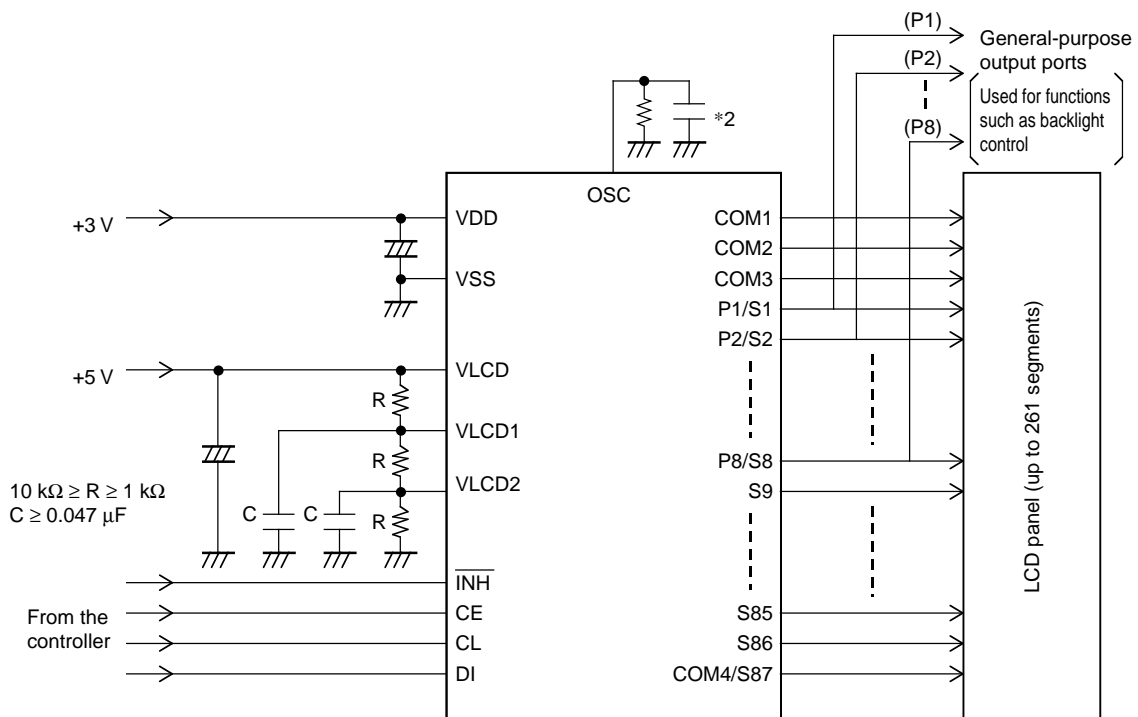 (P1)
General-purpose
output ports
(P2)
Used for functions
such as backlight
control
(P8)
*2
OSC
+3 V
VDD
COM1
COM2
VSS
COM3
P1/S1
P2/S2
+5 V
VLCD
R
VLCD1
R
VLCD2
P8/S8
S9
10 kΩ ≥ R ≥ 1 kΩ
C ≥ 0.047 μF
C
C
R
LCD panel (up to 261 segments)
INH
From the
controller
CE
CL
DI
S85
S86
COM4/S87